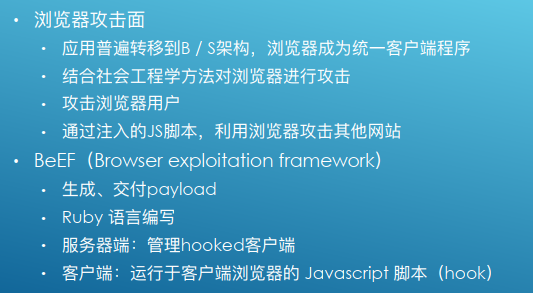 浏览器攻击面
应用普遍转移到B / S架构，浏览器成为统一客户端程序
结合社会工程学方法对浏览器进行攻击
攻击浏览器用户
通过注入的JS脚本，利用浏览器攻击其他网站
BeEF（Browser exploitation framework）
生成、交付payload
Ruby 语言编写
服务器端：管理hooked客户端
客户端：运行于客户端浏览器的 Javascript 脚本（hook）